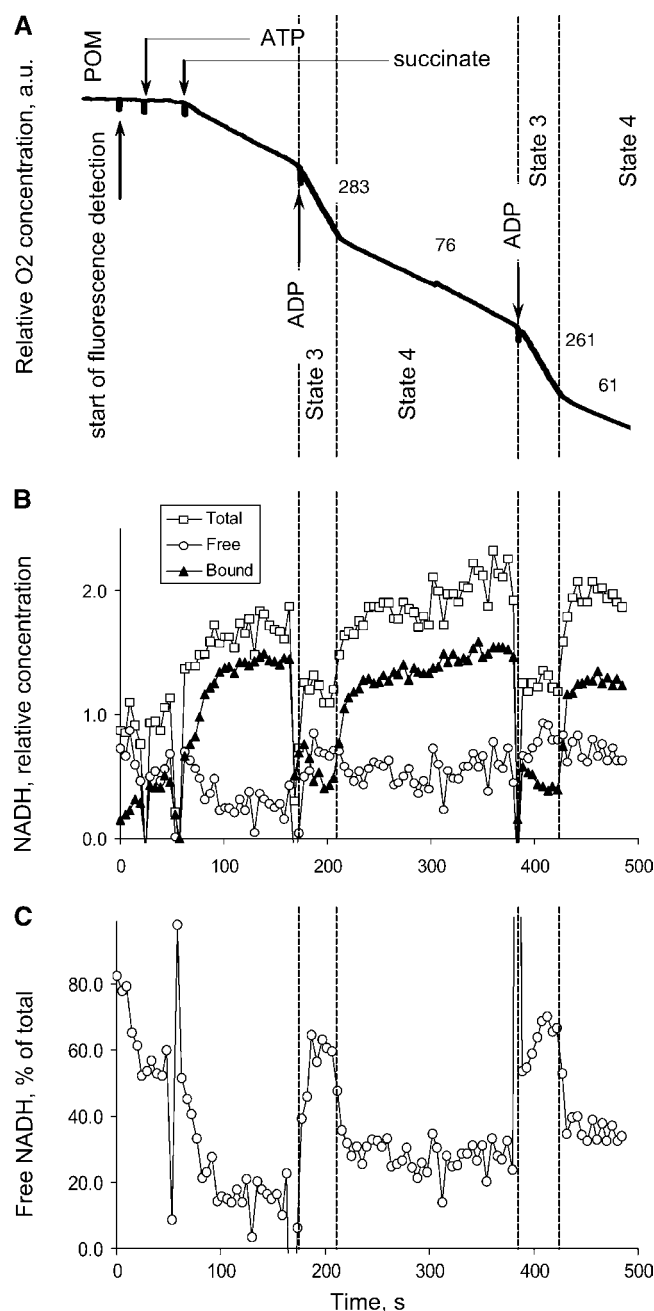 A
Relative O2 concentration, a.u.
POM
ATP
succinate
start of fluorescence detection
ADP
State 3
283
State 4
76
ADP
State 3
261
61
State 4
B
NADH, relative concentration
Total
Free
Bound
2.0
1.0
0.0
0
100
200
300
400
500
C
Free NADH, % of total
80.0
60.0
40.0
20.0
0.0
0
100
200
300
400
500
Time, s